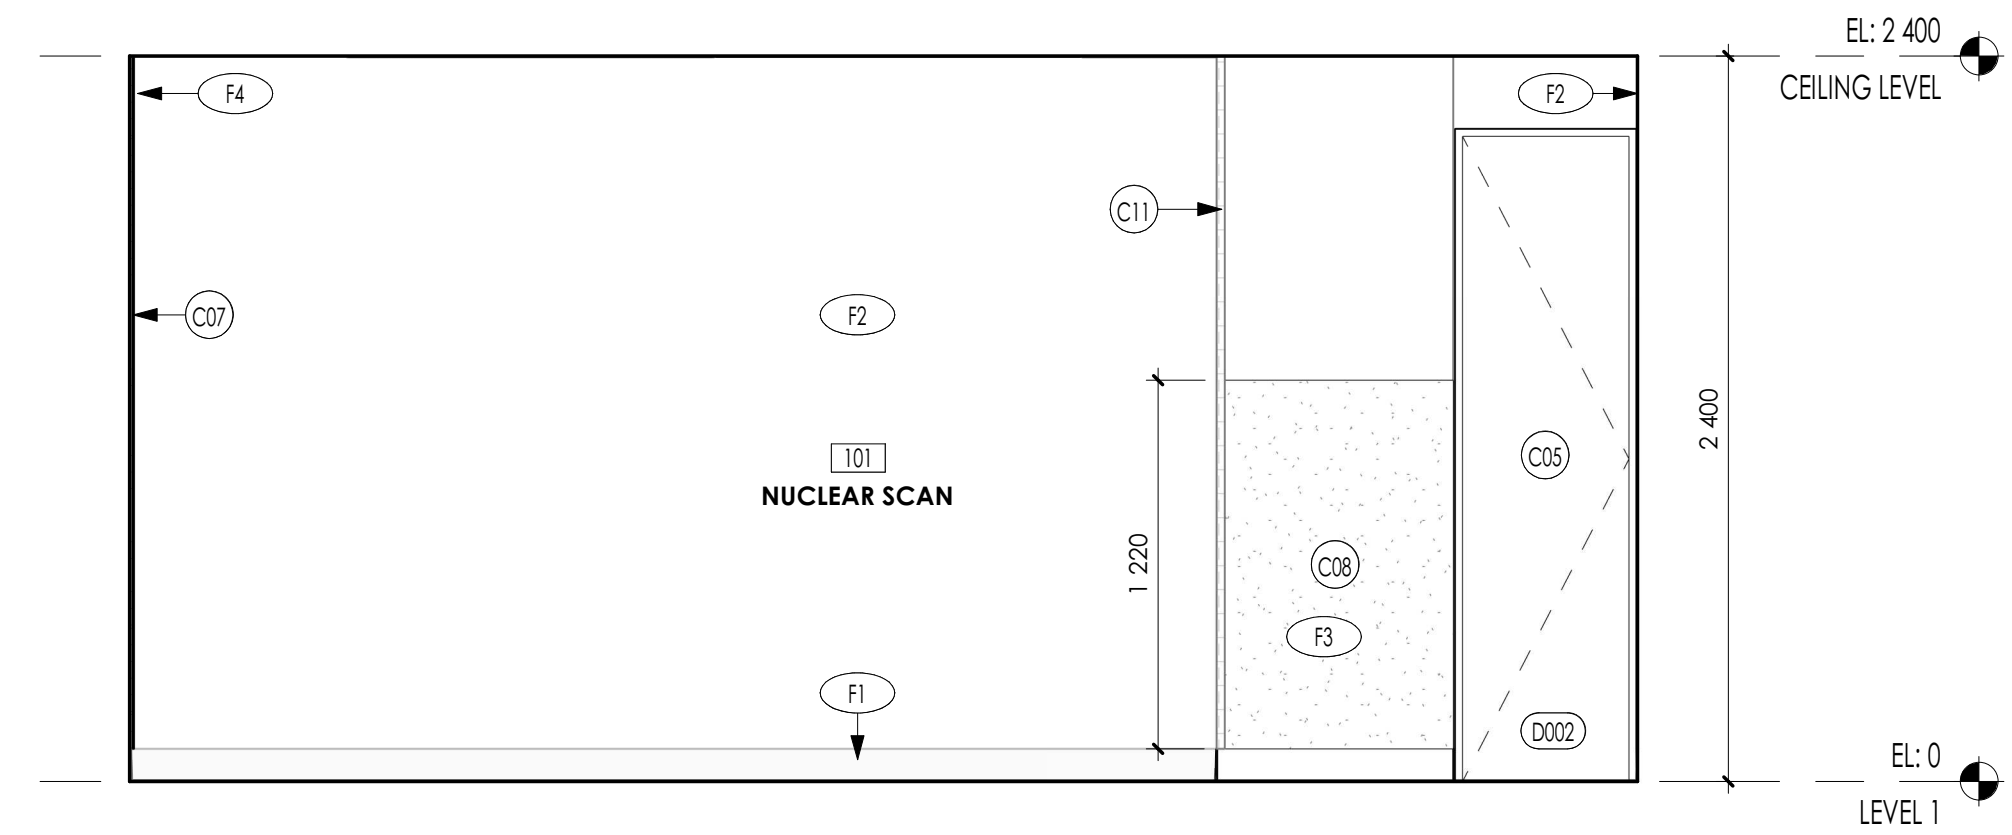 EL: 2 400
CEILING LEVEL
F4
F2
C11
C07
F2
2 400
101
NUCLEAR SCAN
C05
1 220
C08
F3
F1
D002
EL: 0
LEVEL 1